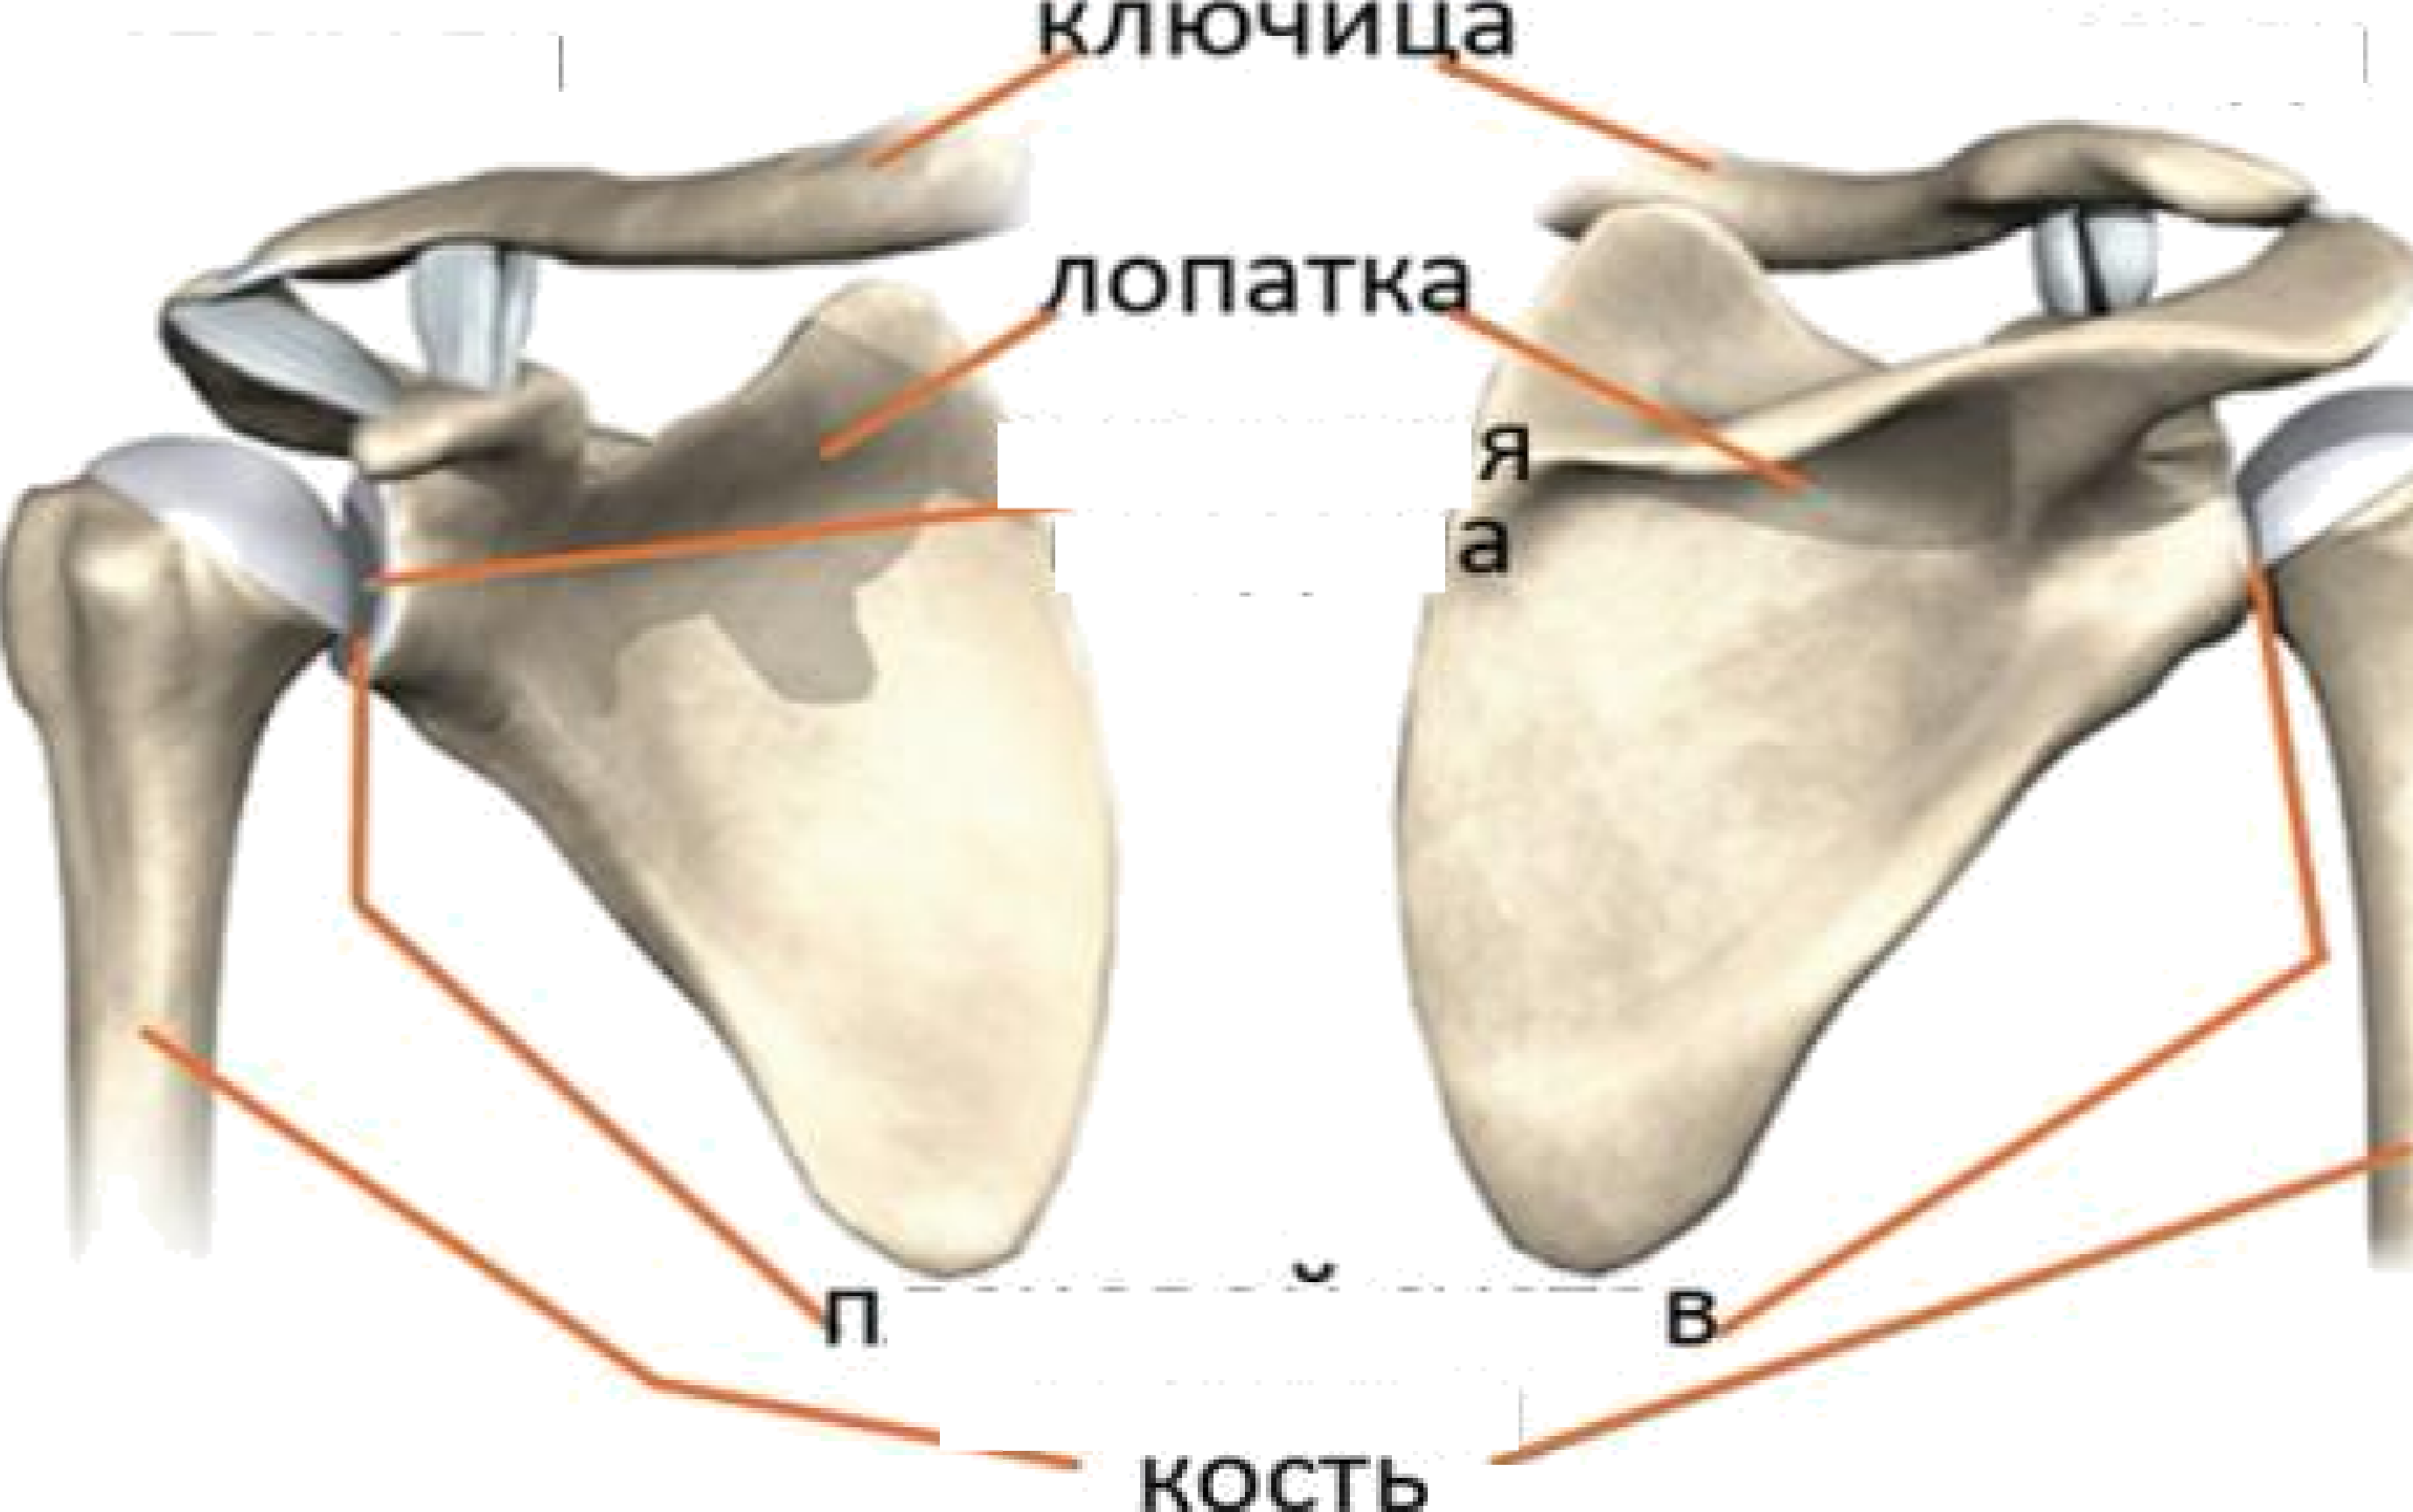 ключица
лопатка
я
а
п в
кость